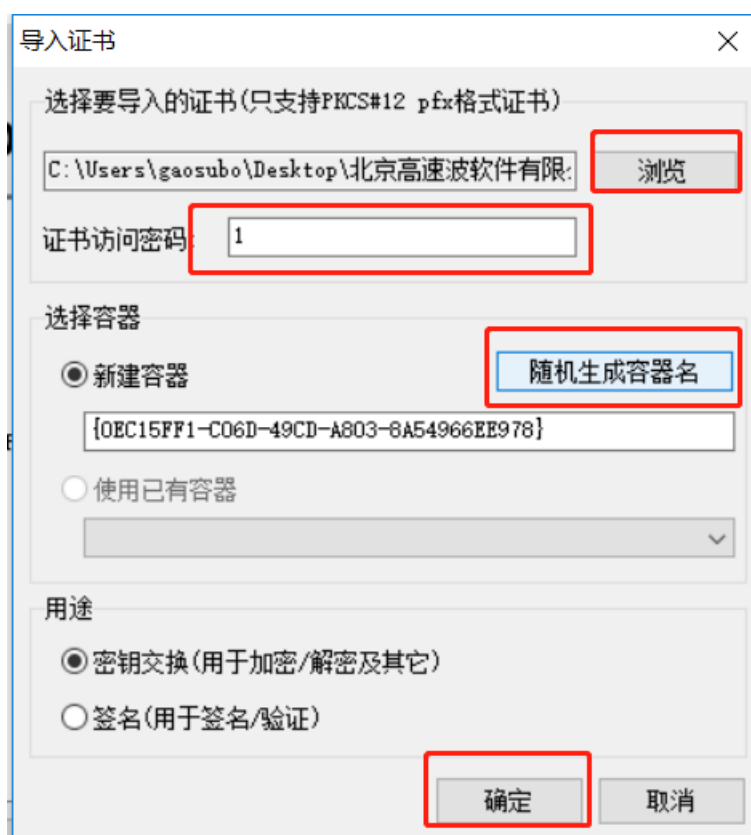 导入证书
选择要导入的证书(只支持PKCS#12 pfx格式证书)
C:\Users\gaosubo\Desktop\北京高速波软件有限 浏览
证书访问密码: 1
选择容器
新建容器 随机生成容器名
{0EC15FF1-C06D-49CD-A803-8A54966EE978}
使用已有容器
用途
密钥交换(用于加密/解密及其它)
签名(用于签名/验证)
确定 取消